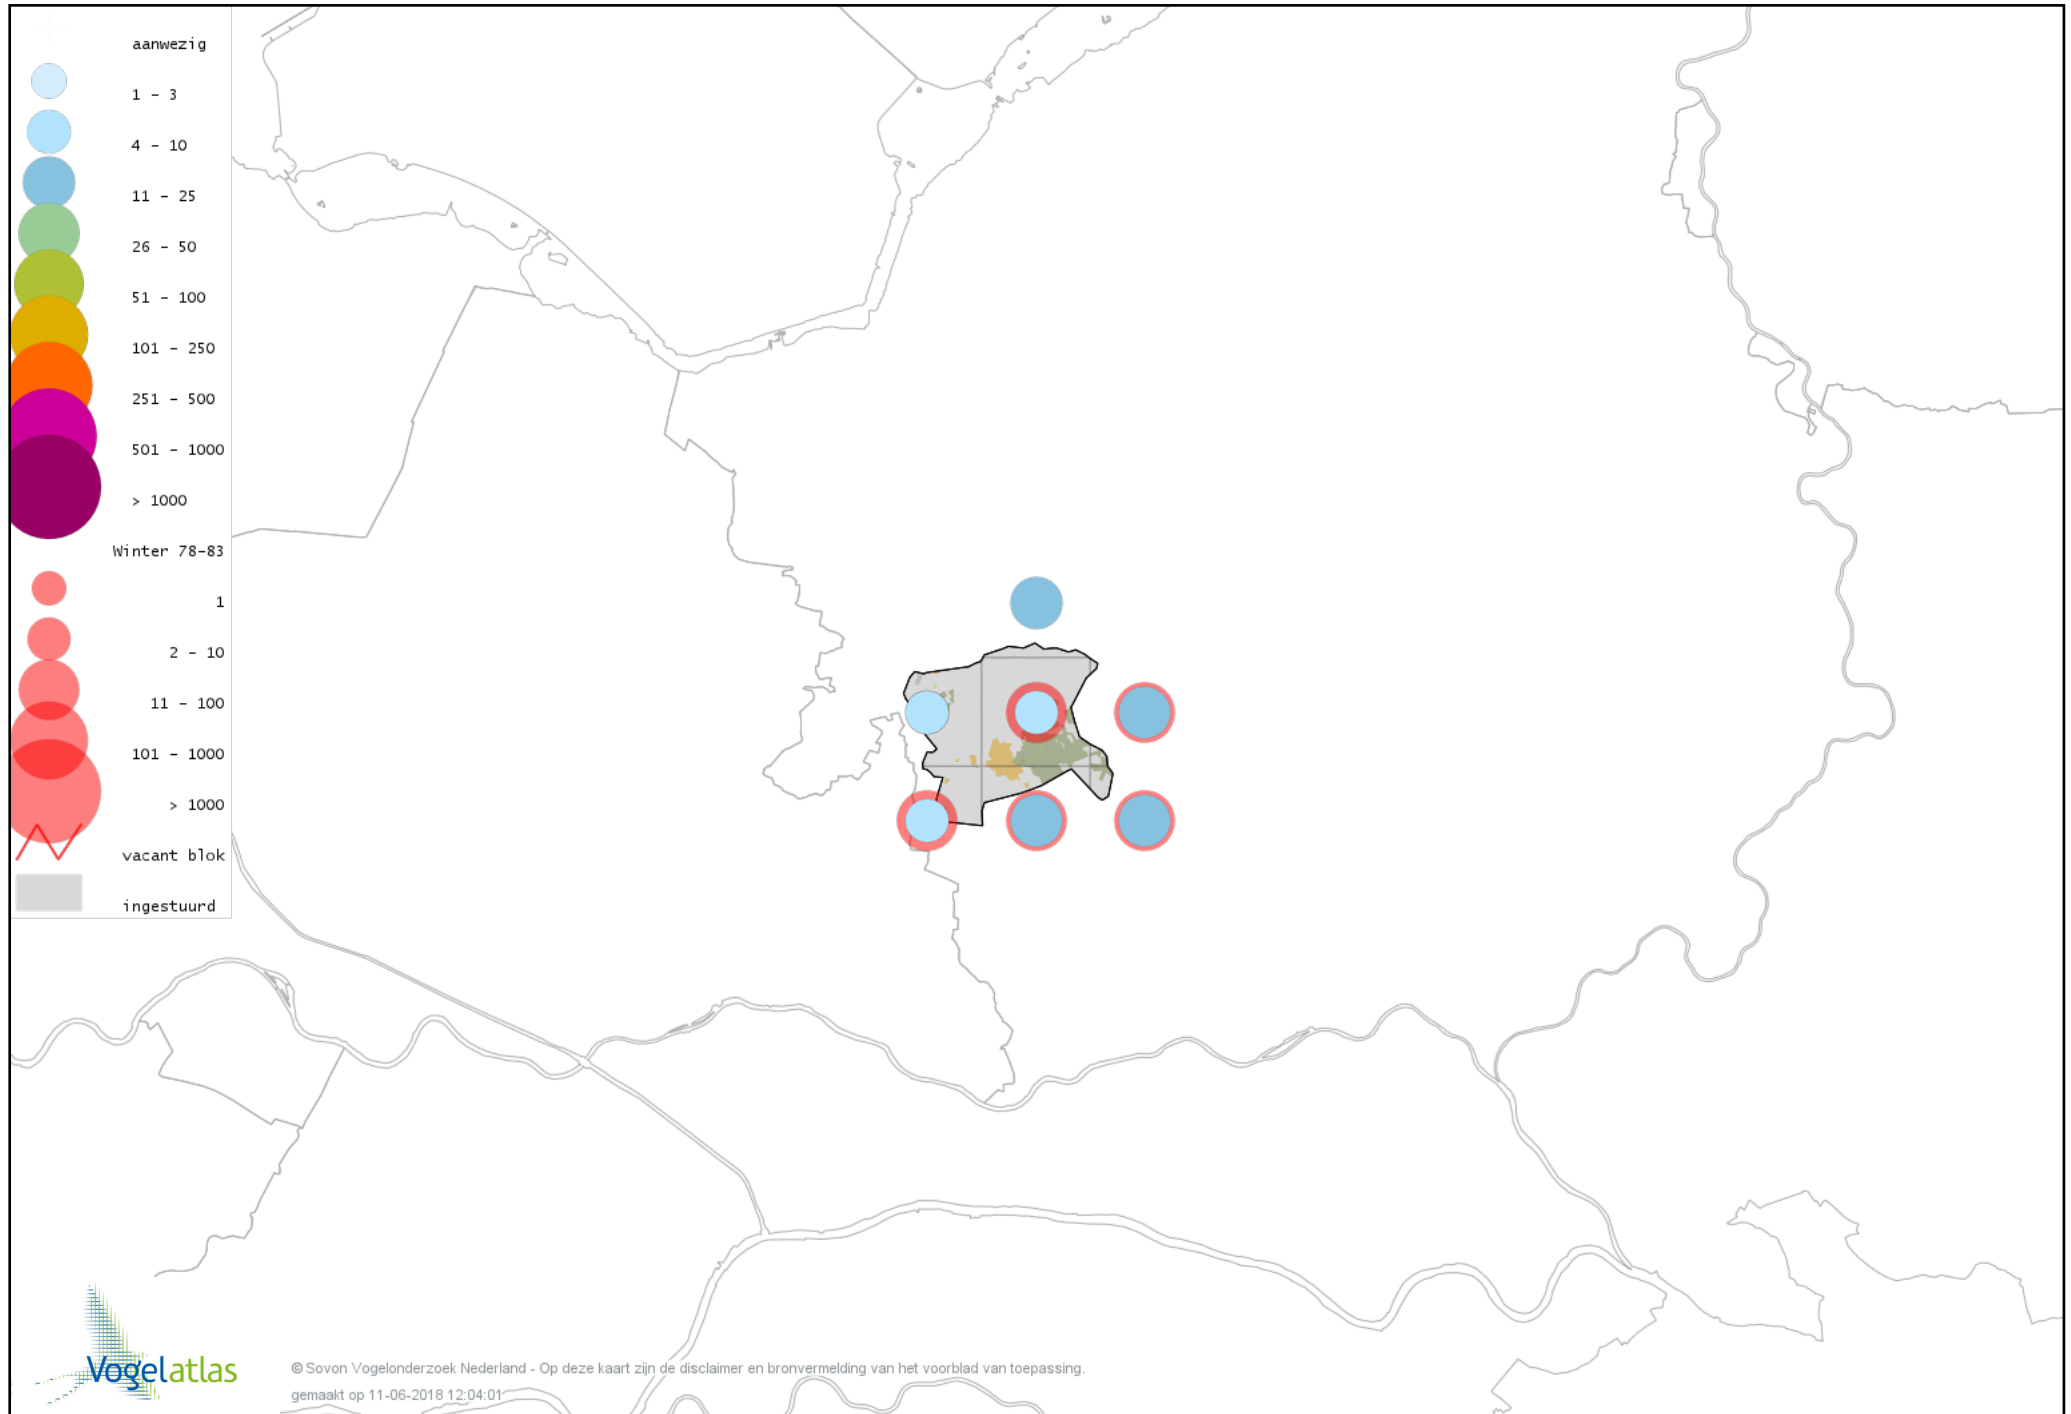 aanwezig
1 - 3
4 - 10
11 - 25
26 - 50
51 - 100
101 - 250
251 - 500
501 - 1000
> 1000
Winter 78-83
1
2 - 10
11 - 100
101 - 1000
> 1000
vacant blok
ingestuurd
Vogelatlas
© Sovon Vogelonderzoek Nederland - Op deze kaart zijn de disclaimer en bronvermelding van het voorblad van toepassing.
gemaakt op 11-06-2018 12:04:01